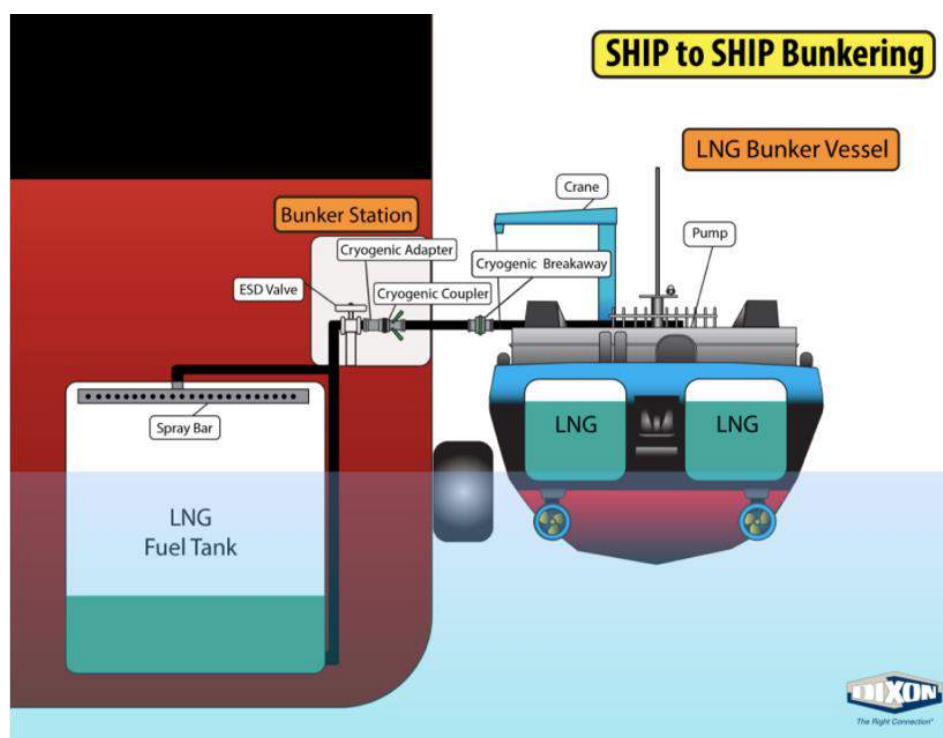 SHIP to SHIP Bunkering
LNG Bunker Vessel
Crane
Bunker Station
Pump
Cryogenic Adapter
Cryogenic Breakaway
ESD Valve
Cryogenic Coupler
Spray Bar
LNG
LNG
LNG
Fuel Tank
DIXON
The Right Connection®